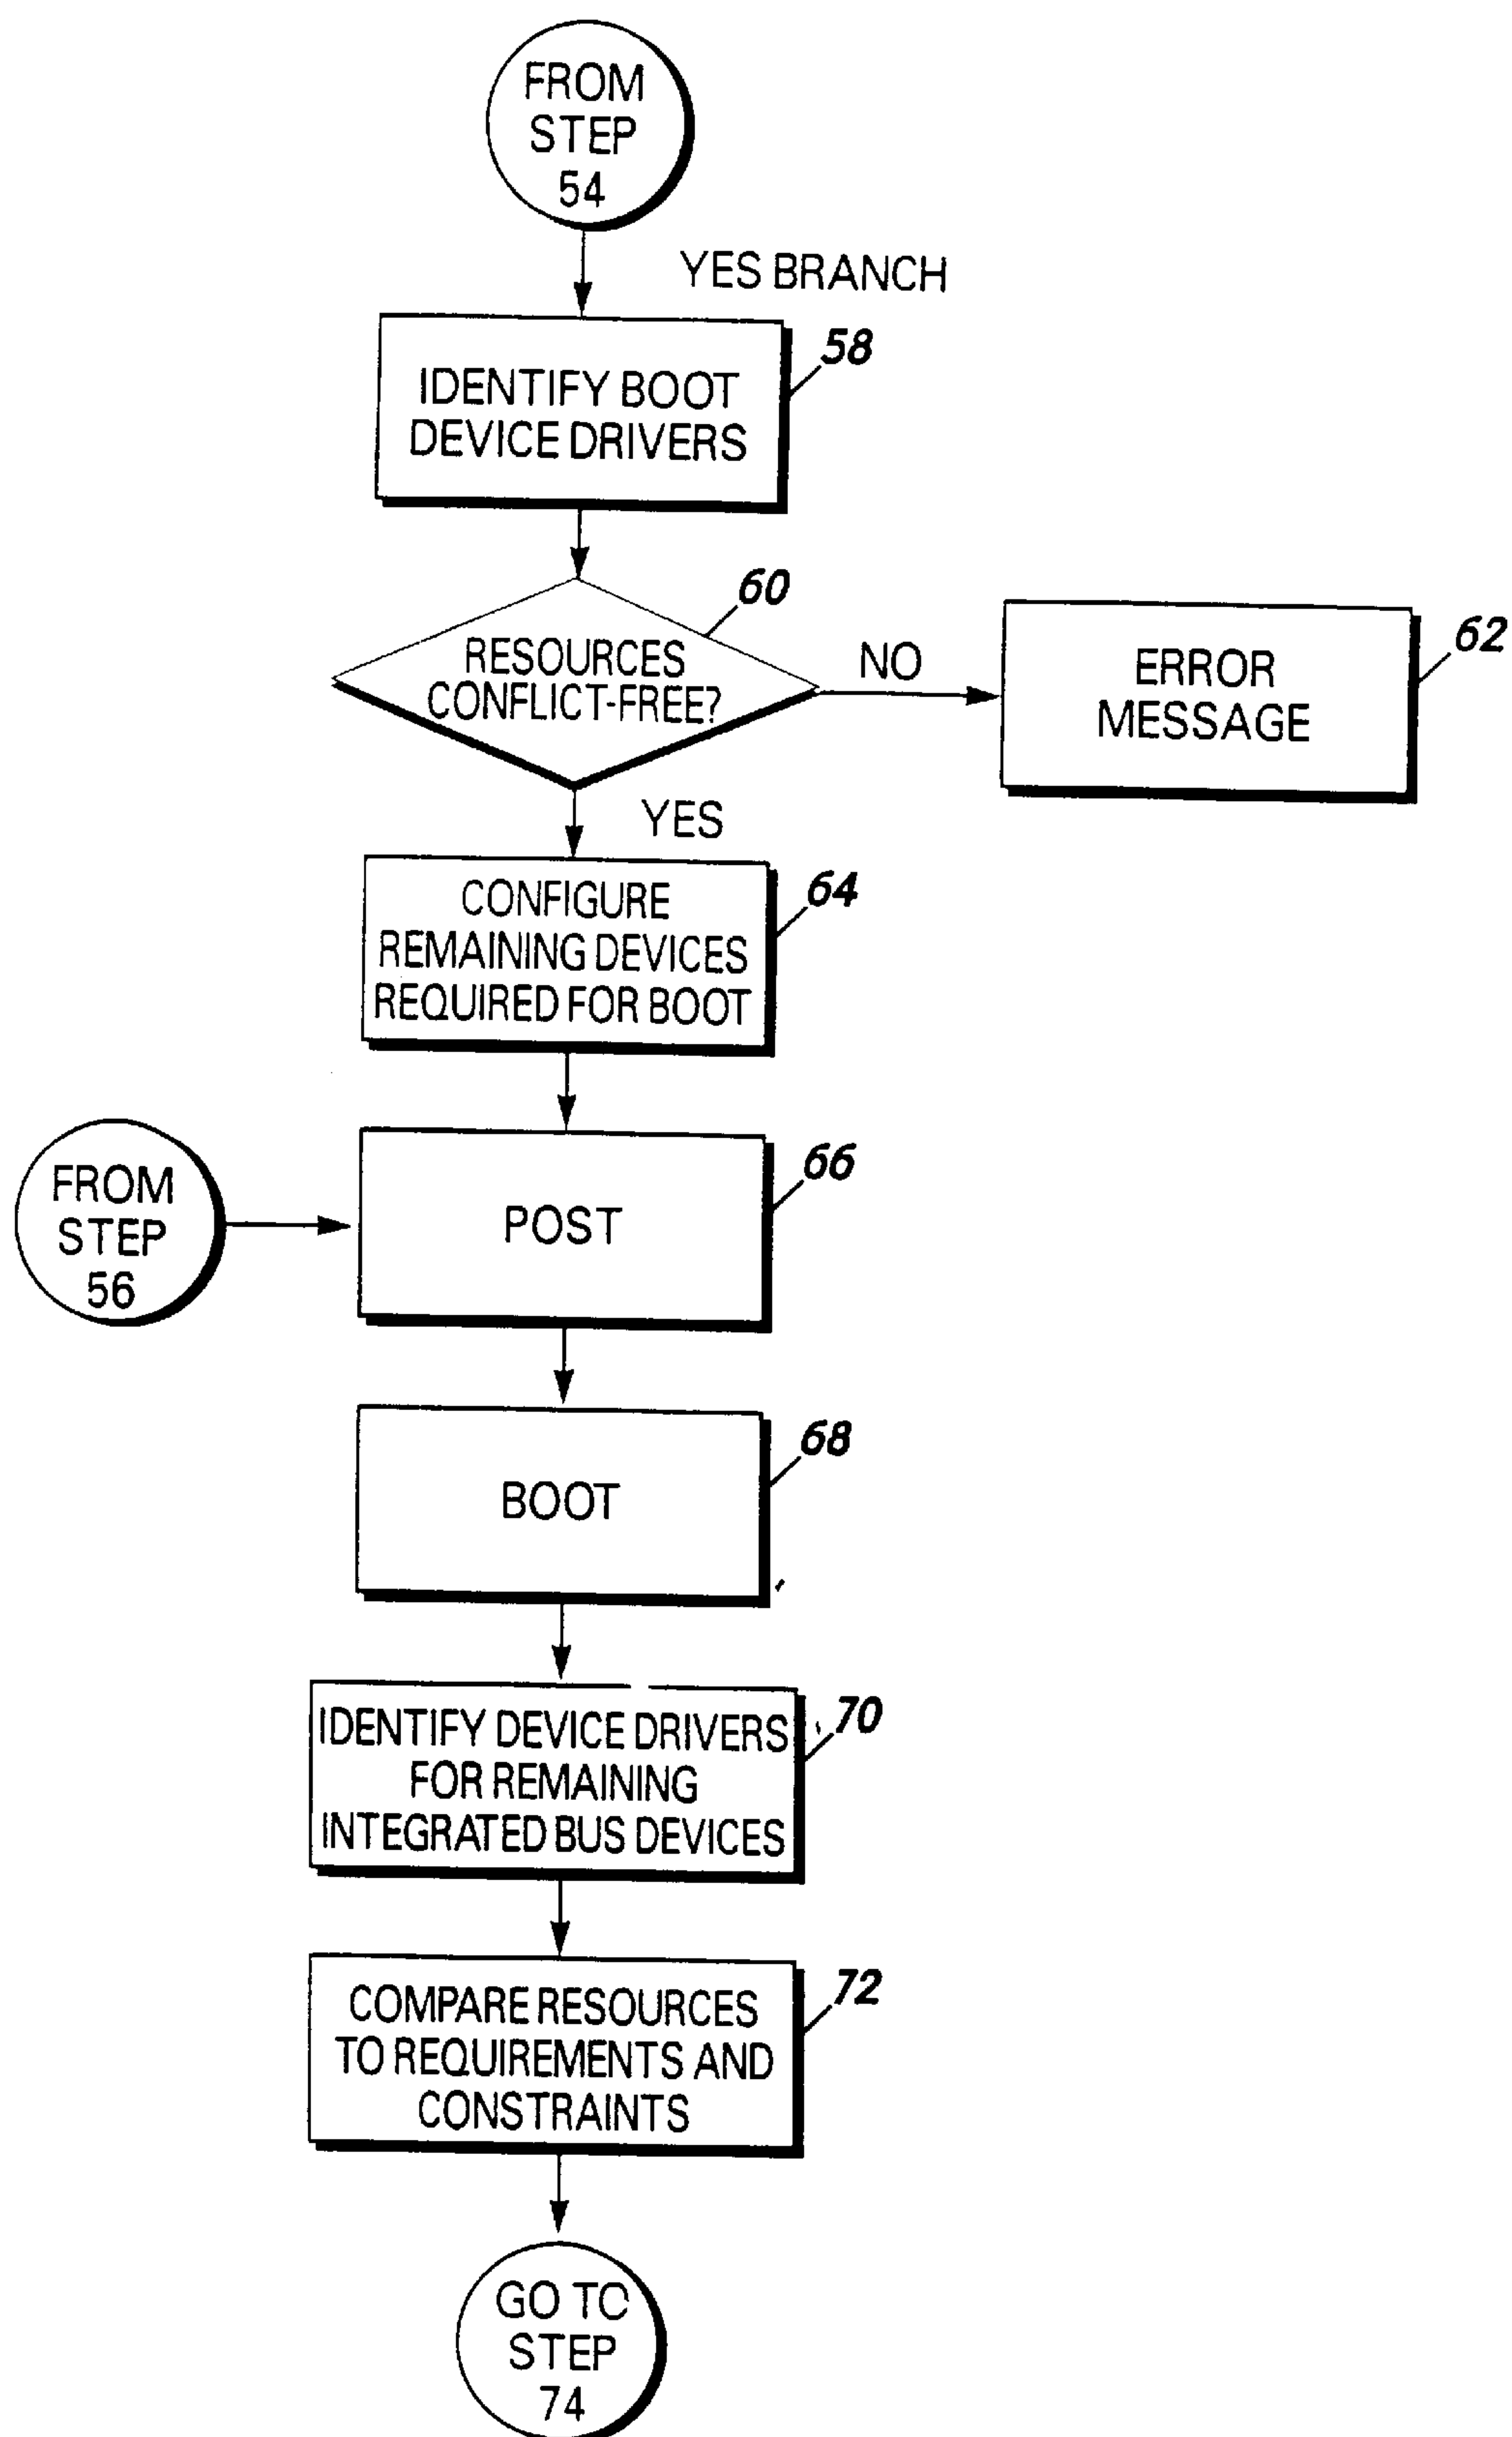 FROM
STEP
54
YES BRANCH
58
IDENTIFY BOOT
DEVICE DRIVERS
60
RESOURCES
CONFLICT-FREE?
NO
62
ERROR
MESSAGE
YES
64
CONFIGURE
REMAINING DEVICES
REQUIRED FOR BOOT
FROM
STEP
56
66
POST
68
BOOT
70
IDENTIFY DEVICE DRIVERS
FOR REMAINING
INTEGRATED BUS DEVICES
72
COMPARE RESOURCES
TO REQUIREMENTS AND
CONSTRAINTS
GO TO
STEP
74